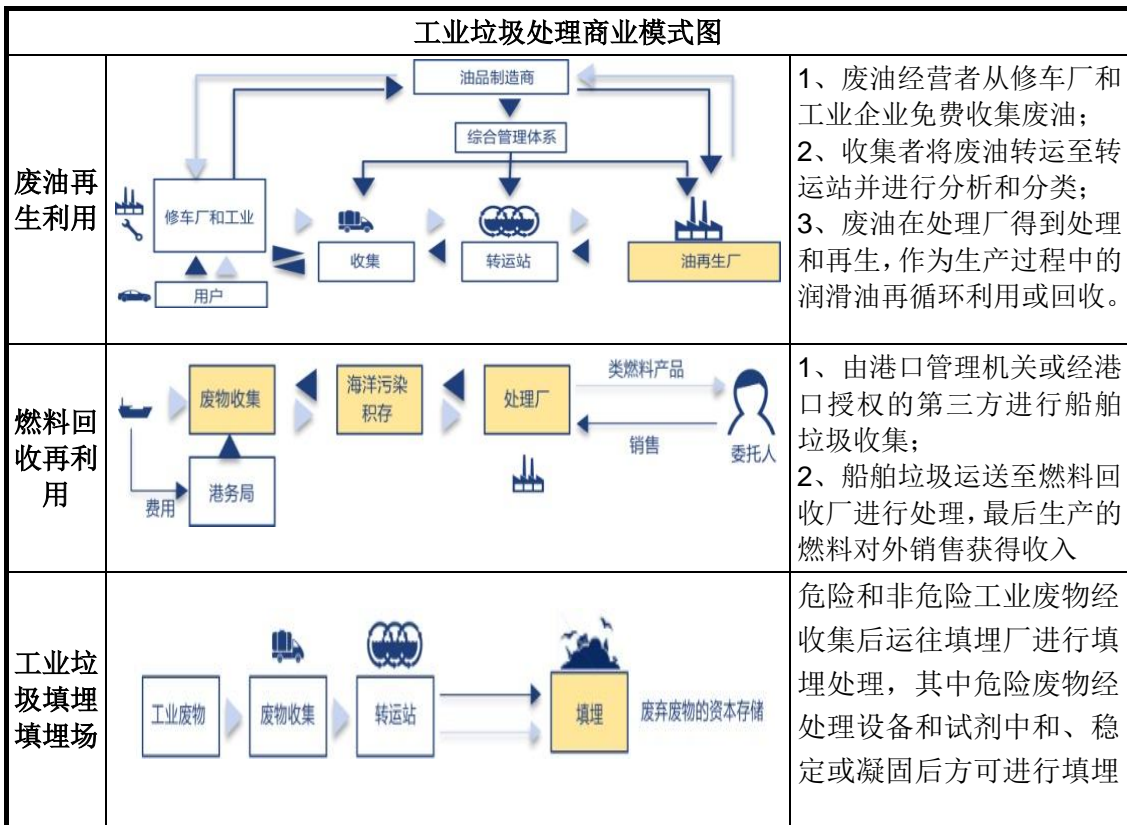 工业垃圾处理商业模式图
废油再
生利用
油品制造商
综合管理体系
修车厂和工业
收集
转运站
油再生厂
用户
1、废油经营者从修车厂和
工业企业免费收集废油；
2、收集者将废油转运至转
运站并进行分析和分类；
3、废油在处理厂得到处理
和再生，作为生产过程中的
润滑油再循环利用或回收。
燃料回
收再利
用
废物收集
海洋污染
积存
处理厂
类燃料产品
销售
委托人
费用
港务局
1、由港口管理机关或经港
口授权的第三方进行船舶
垃圾收集；
2、船舶垃圾运送至燃料回
收厂进行处理，最后生产的
燃料对外销售获得收入
工业垃
圾填埋
填埋场
工业废物
废物收集
转运站
填埋
废弃废物的资本存储
危险和非危险工业废物经
收集后运往填埋厂进行填
埋处理，其中危险废物经
处理设备和试剂中和、稳
定或凝固后方可进行填埋